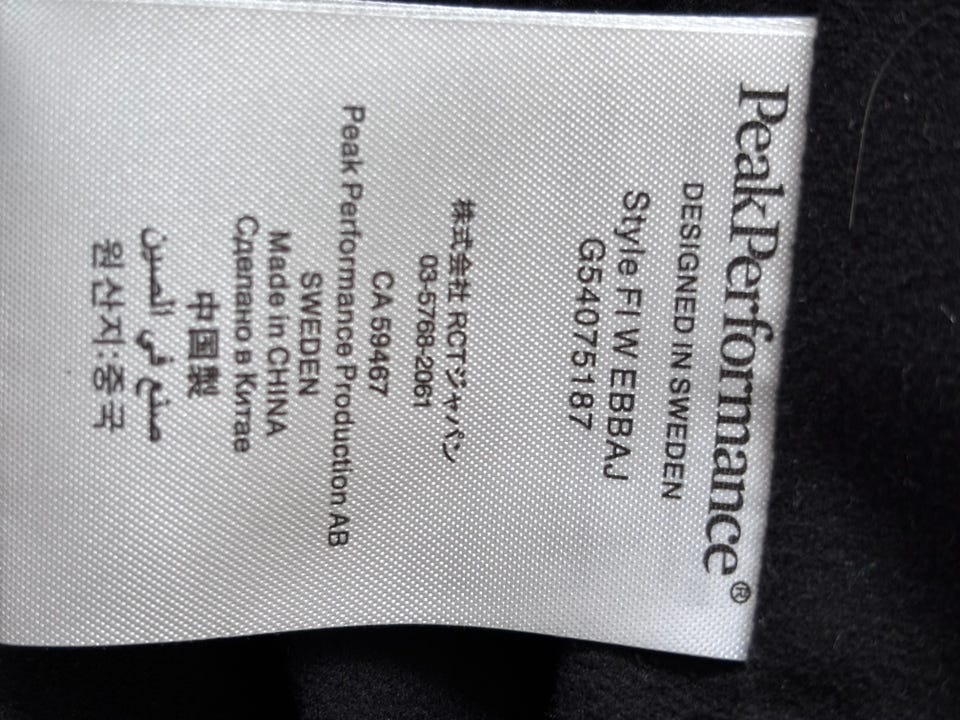 PeakPerformance®
DESIGNED IN SWEDEN
Style FI W EBBAJ
G54075187
株式会社 RCTジャパン
03-5768-2061
CA 59467
Peak Performance Production AB
SWEDEN
Made in CHINA
Сделано в Китае
中国製
صنع في الصين
원산지:중국